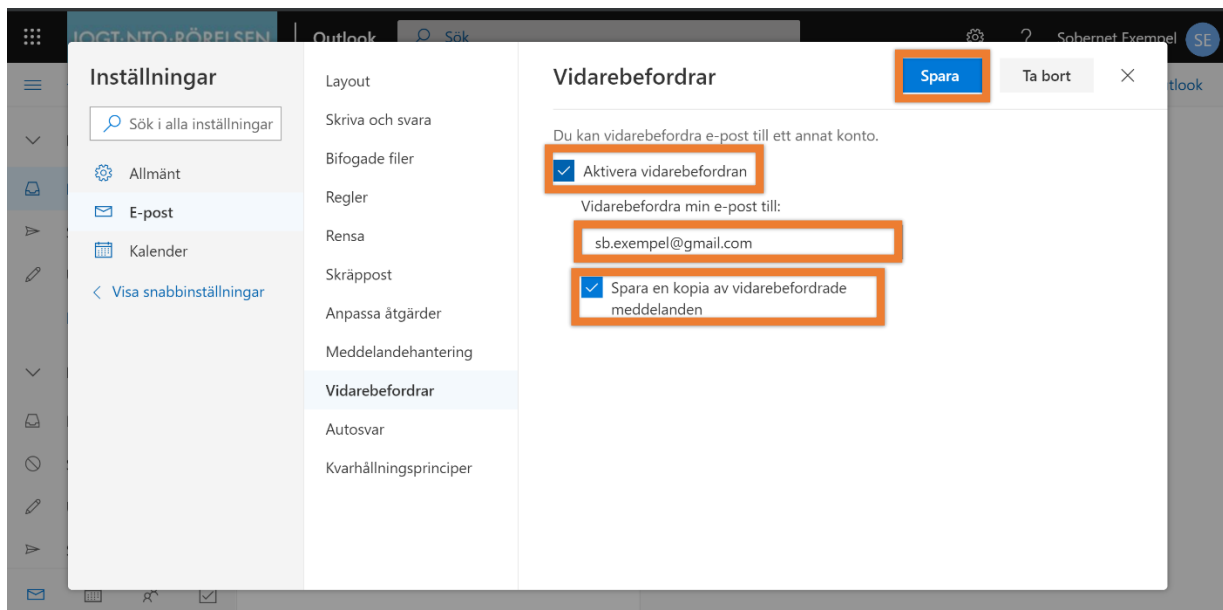 IOGT-NTO-RÖRELSEN
Outlook
Sök
?
Sobernet Exempel
SE
Inställningar
Sök i alla inställningar
Allmänt
E-post
Kalender
Visa snabbinställningar
Layout
Skriva och svara
Bifogade filer
Regler
Rensa
Skräppost
Anpassa åtgärder
Meddelandehantering
Vidarebefordrar
Autosvar
Kvarhållningsprinciper
Vidarebefordrar
Spara
Ta bort
tlook
Du kan vidarebefordra e-post till ett annat konto.
Aktivera vidarebefordran
Vidarebefordra min e-post till:
sb.exempel@gmail.com
Spara en kopia av vidarebefordrade
meddelanden